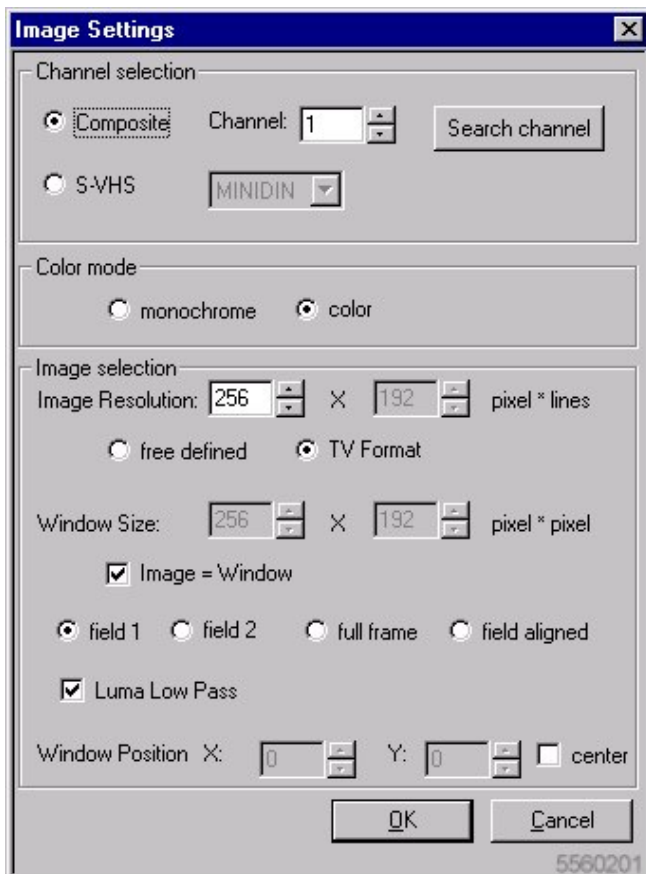 Image Settings
Channel selection
Composite Channel: 1 Search channel
S-VHS MINIDIN
Color mode
monochrome color
Image selection
Image Resolution: 256 X 192 pixel * lines
free defined TV Format
Window Size: 256 X 192 pixel * pixel
Image = Window
field 1 field 2 full frame field aligned
Luma Low Pass
Window Position X: 0 Y: 0 center
OK Cancel
5560201